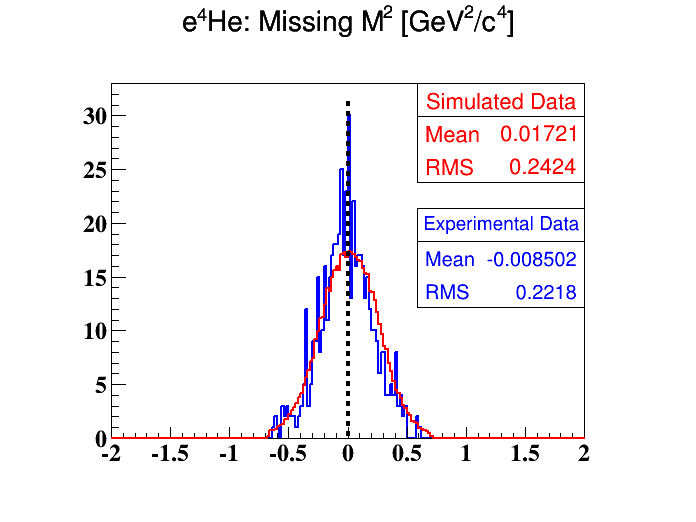 e⁴He: Missing M² [GeV²/c⁴]
Simulated Data
Mean 0.01721
RMS 0.2424
Experimental Data
Mean -0.008502
RMS 0.2218
30
25
20
15
10
5
0
-2 -1.5 -1 -0.5 0 0.5 1 1.5 2